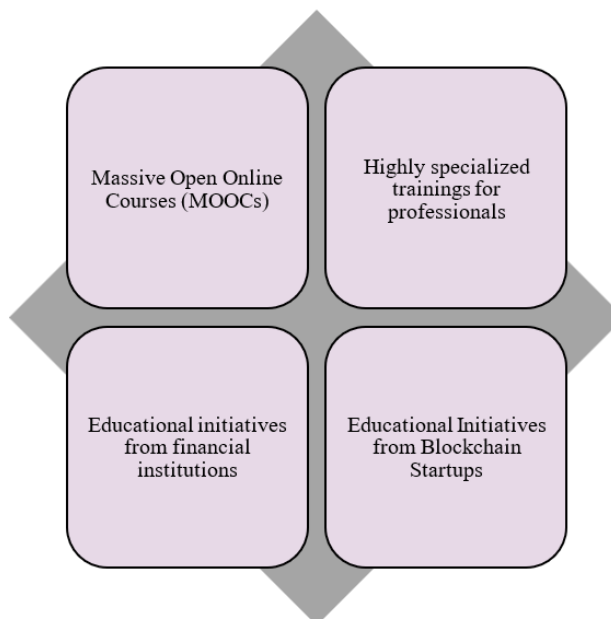 Massive Open Online
Courses (MOOCs)
Highly specialized
trainings for
professionals
Educational initiatives
from financial
institutions
Educational Initiatives
from Blockchain
Startups